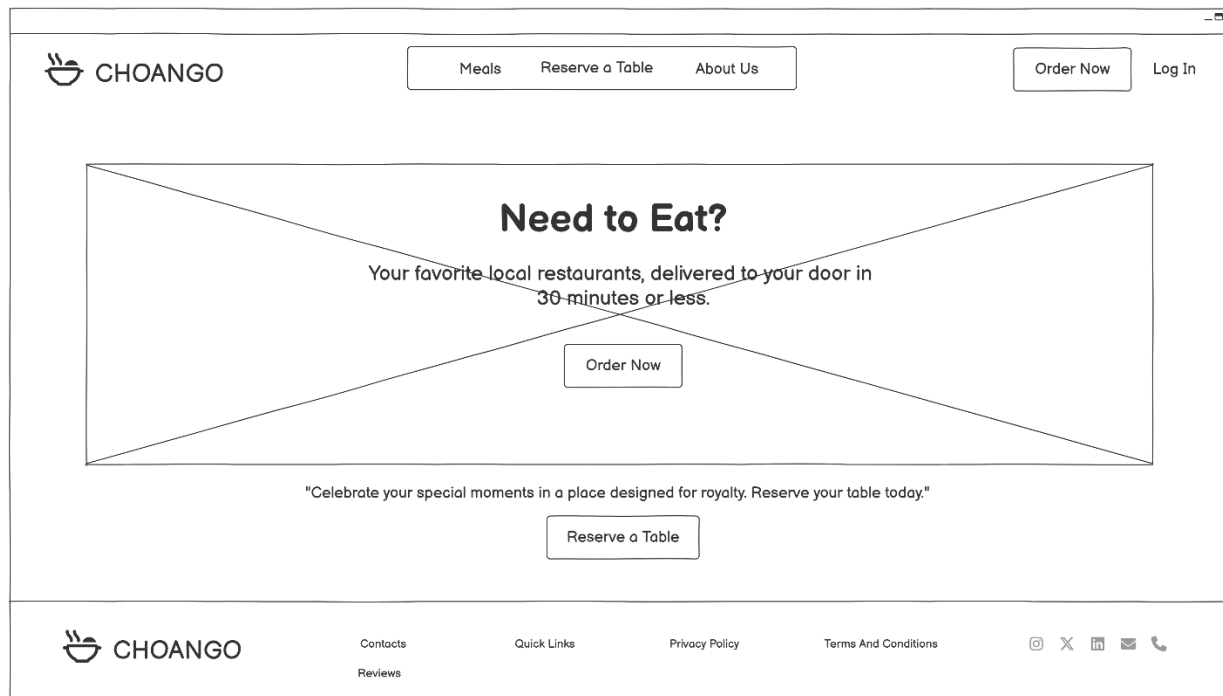 CHOANGO
Meals Reserve a Table About Us
Order Now Log In
Need to Eat?
Your favorite local restaurants, delivered to your door in
30 minutes or less.
Order Now
"Celebrate your special moments in a place designed for royalty. Reserve your table today."
Reserve a Table
CHOANGO
Contacts Quick Links Privacy Policy Terms And Conditions
Reviews